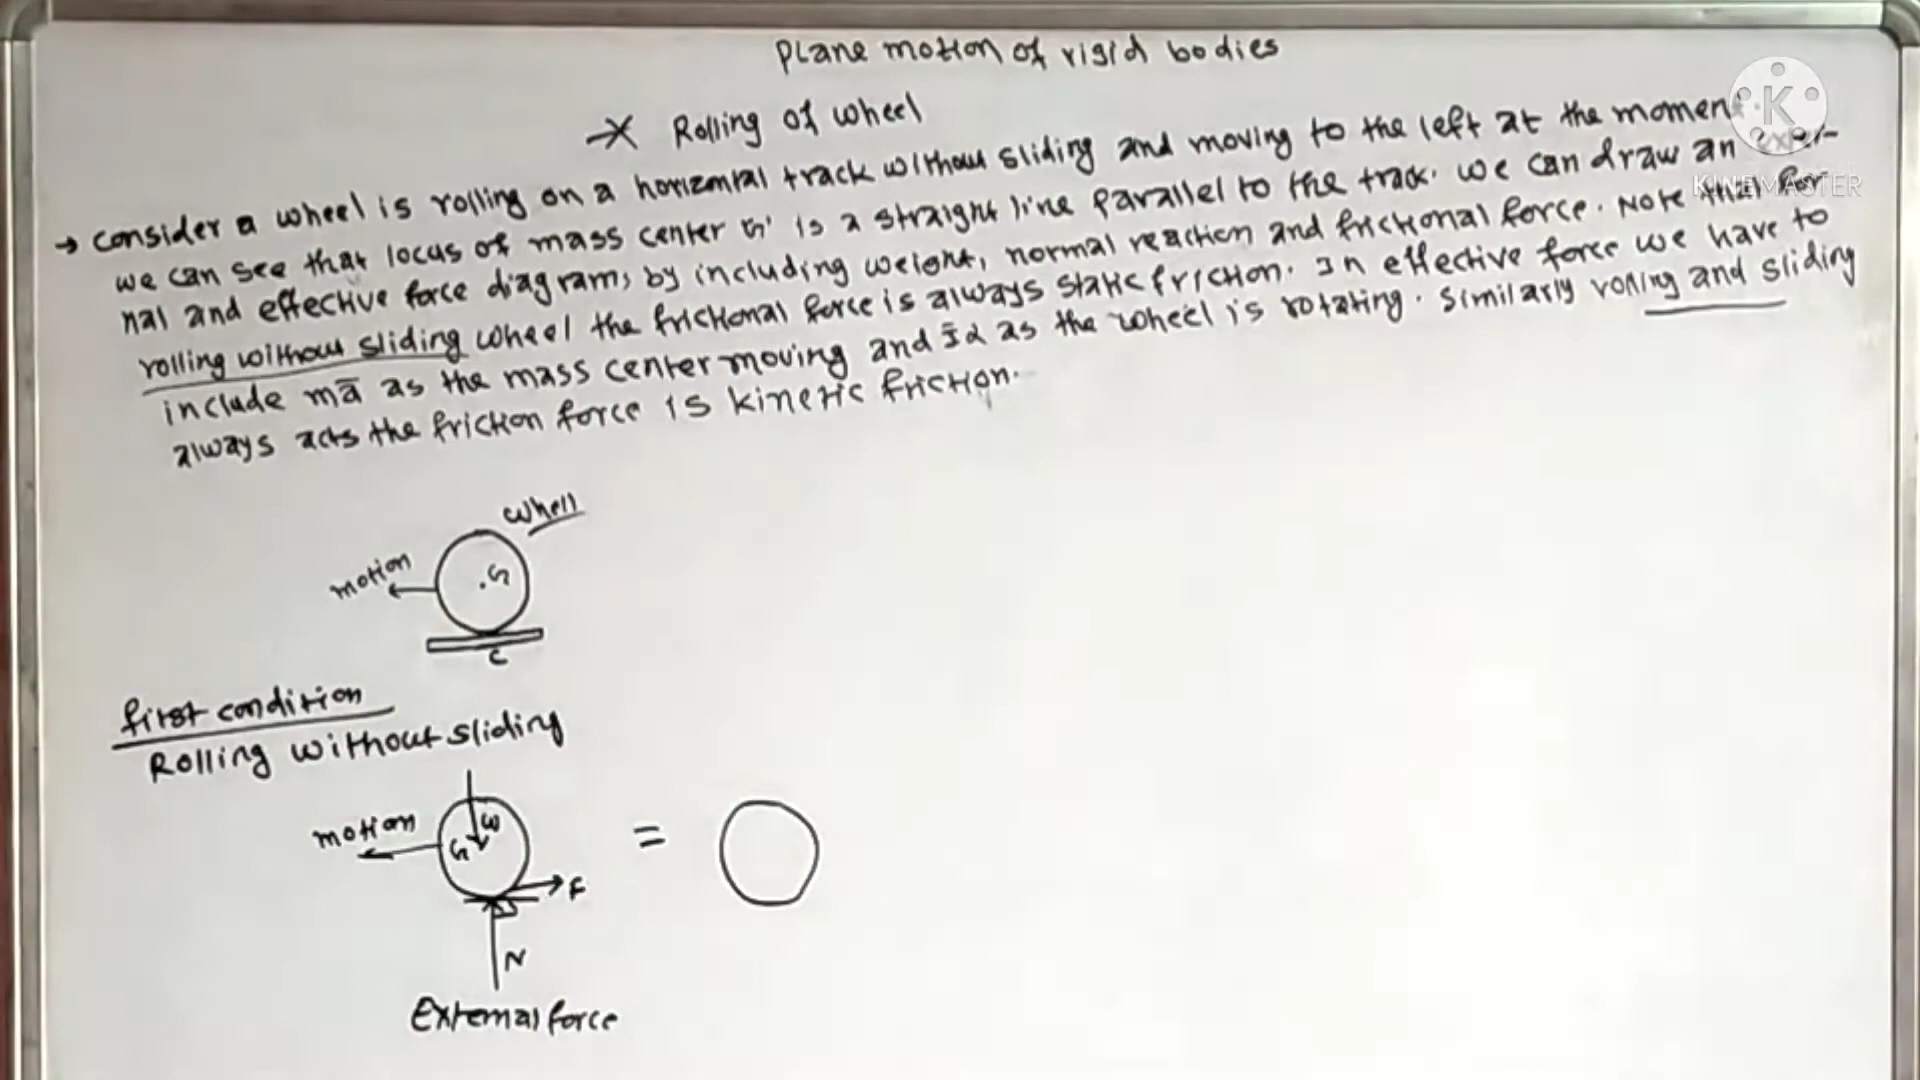 Plane motion of rigid bodies
Rolling of wheel
→ consider a wheel is rolling on a horizontal track without sliding and moving to the left at the moment
we can see that locus of mass center G' is a straight line parallel to the track. we can draw an exter-
nal and effective force diagrams by including weight, normal reaction and frictional force. Note that for
rolling without sliding wheel the frictional force is always static friction. In effective force we have to
include mā as the mass center moving and Īα as the wheel is rotating. Similarly rolling and sliding
always acts the friction force is kinetic friction.
whell
motion
.G
C
first condition
Rolling without sliding
motion
W
G
=
F
N
External force
K
KINEMASTER